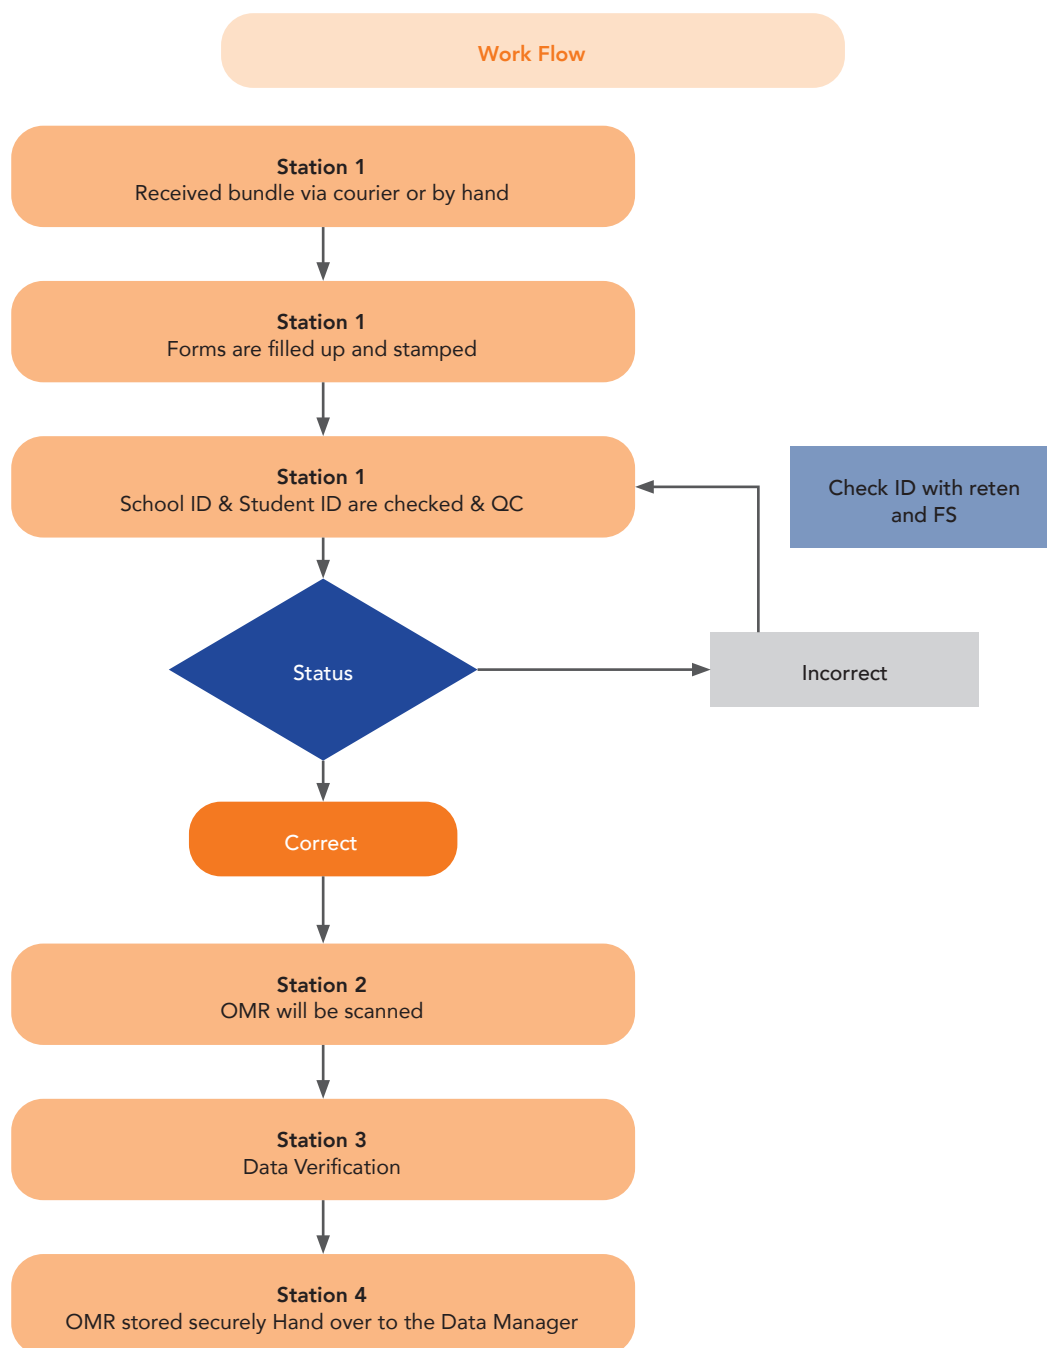 Work Flow
Station 1
Received bundle via courier or by hand
Station 1
Forms are filled up and stamped
Station 1
School ID & Student ID are checked & QC
Check ID with reten
and FS
Status
Incorrect
Correct
Station 2
OMR will be scanned
Station 3
Data Verification
Station 4
OMR stored securely Hand over to the Data Manager